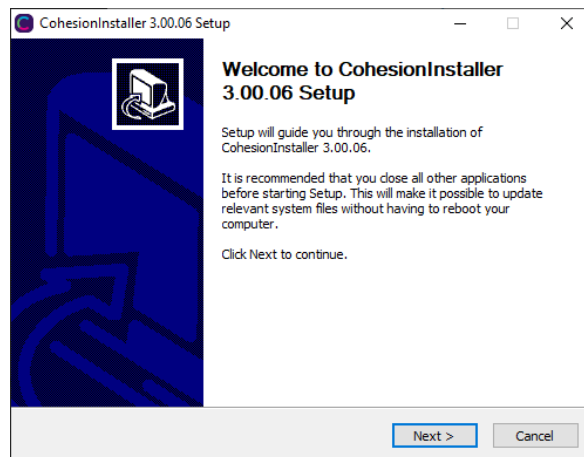 CohesionInstaller 3.00.06 Setup
Welcome to CohesionInstaller
3.00.06 Setup
Setup will guide you through the installation of
CohesionInstaller 3.00.06.
It is recommended that you close all other applications
before starting Setup. This will make it possible to update
relevant system files without having to reboot your
computer.
Click Next to continue.
Next >
Cancel